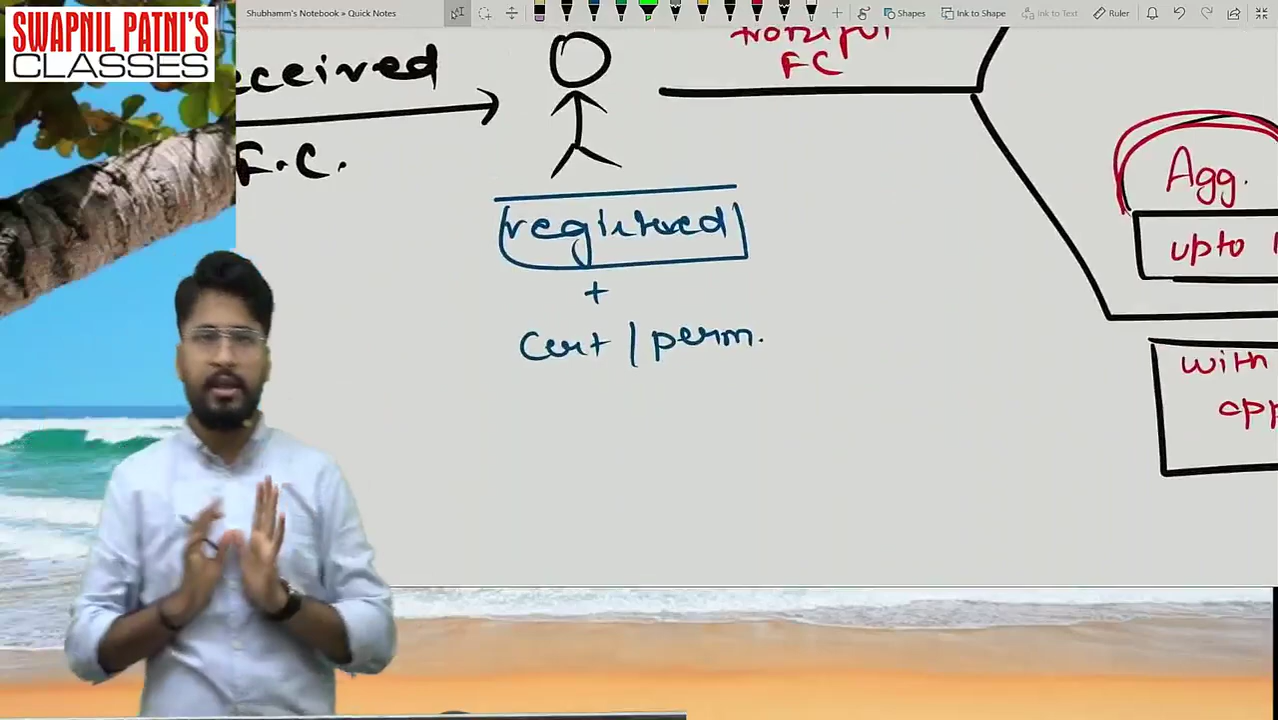 SWAPNIL PATNI'S
CLASSES
Shubhamm's Notebook » Quick Notes
Shapes
Ink to Shape
Ink to Text
Ruler
FC
F.C.
registered
+
cert / perm.
Agg.
upto
with